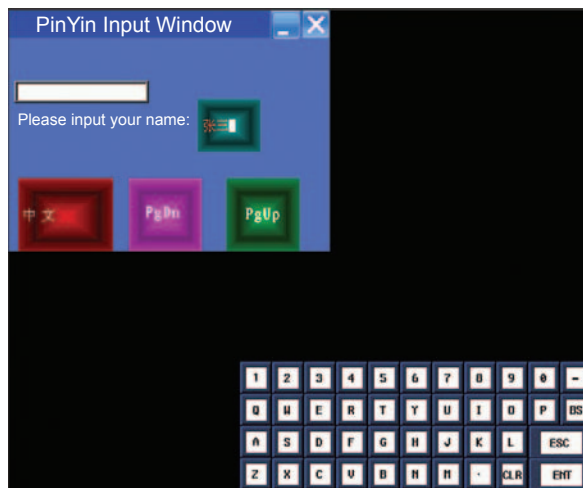 PinYin Input Window
Please input your name: 张三
中文 PgDn PgUp
1 2 3 4 5 6 7 8 9 0 -
Q W E R T Y U I O P BS
A S D F G H J K L ESC
Z X C V B N M . CLR ENT